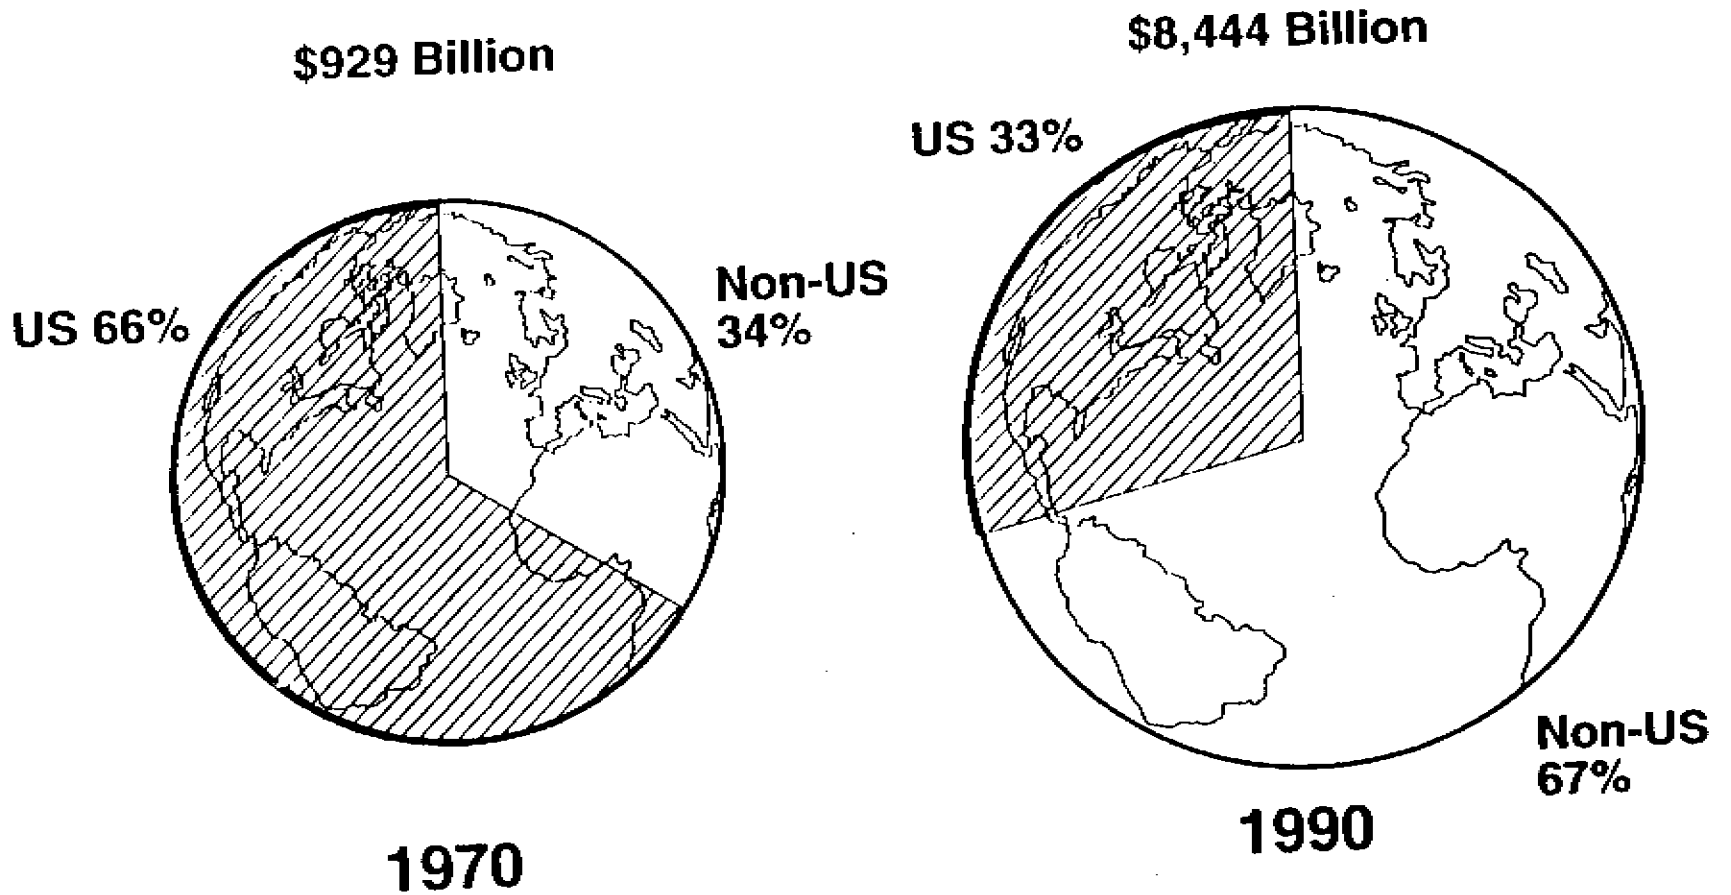 $929 Billion
US 66%
Non-US
34%
1970
$8,444 Billion
US 33%
Non-US
67%
1990